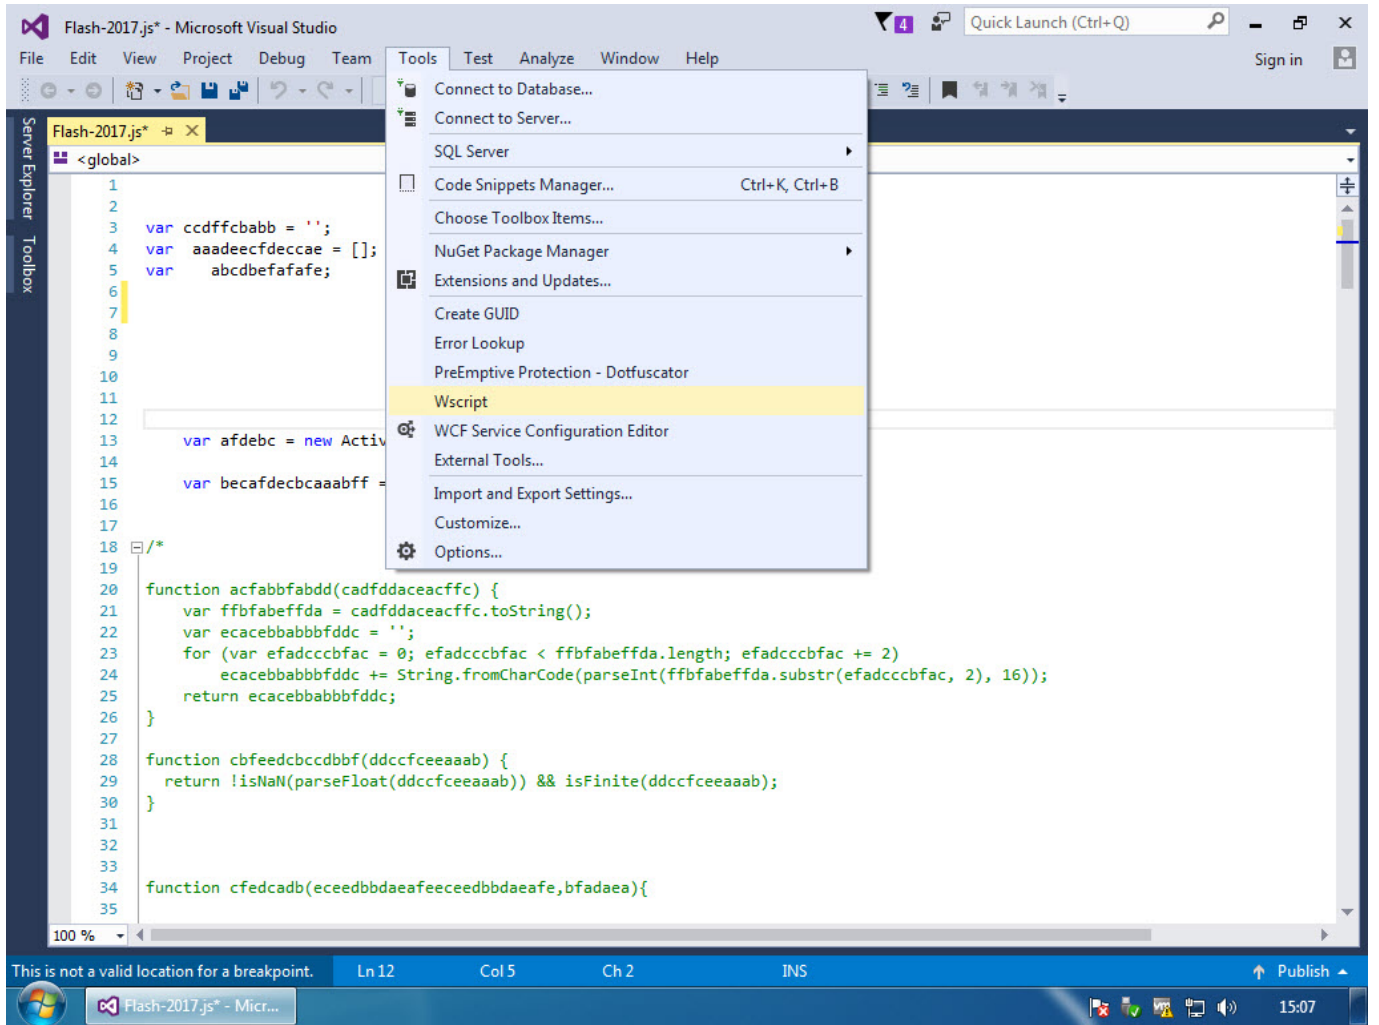 Flash-2017.js* - Microsoft Visual Studio
4
Quick Launch (Ctrl+Q)
File Edit View Project Debug Team Tools Test Analyze Window Help
Sign in
Server Explorer
Toolbox
Flash-2017.js*
<global>
Connect to Database...
Connect to Server...
SQL Server
Code Snippets Manager... Ctrl+K, Ctrl+B
Choose Toolbox Items...
NuGet Package Manager
Extensions and Updates...
Create GUID
Error Lookup
PreEmptive Protection - Dotfuscator
Wscript
WCF Service Configuration Editor
External Tools...
Import and Export Settings...
Customize...
Options...
1
2
3 var ccdffcbabb = '';
4 var  aaadeecfdeccae = [];
5 var    abcdbefafafe;
6
7
8
9
10
11
12
13     var afdebc = new Activ
14
15     var becafdecbcaaabff =
16
17
18 /*
19
20 function acfabbfabdd(cadfddaceacffc) {
21     var ffbfabeffda = cadfddaceacffc.toString();
22     var ecacebbabbbfddc = '';
23     for (var efadcccbfac = 0; efadcccbfac < ffbfabeffda.length; efadcccbfac += 2)
24         ecacebbabbbfddc += String.fromCharCode(parseInt(ffbfabeffda.substr(efadcccbfac, 2), 16));
25     return ecacebbabbbfddc;
26 }
27
28 function cbfeedcbccdbbf(ddccfceeaaab) {
29   return !isNaN(parseFloat(ddccfceeaaab)) && isFinite(ddccfceeaaab);
30 }
31
32
33
34 function cfedcadb(eceedbbdaeafeeceedbbdaeafe,bfadaea){
35
100 %
This is not a valid location for a breakpoint. Ln 12 Col 5 Ch 2 INS Publish
Flash-2017.js* - Micr...
15:07